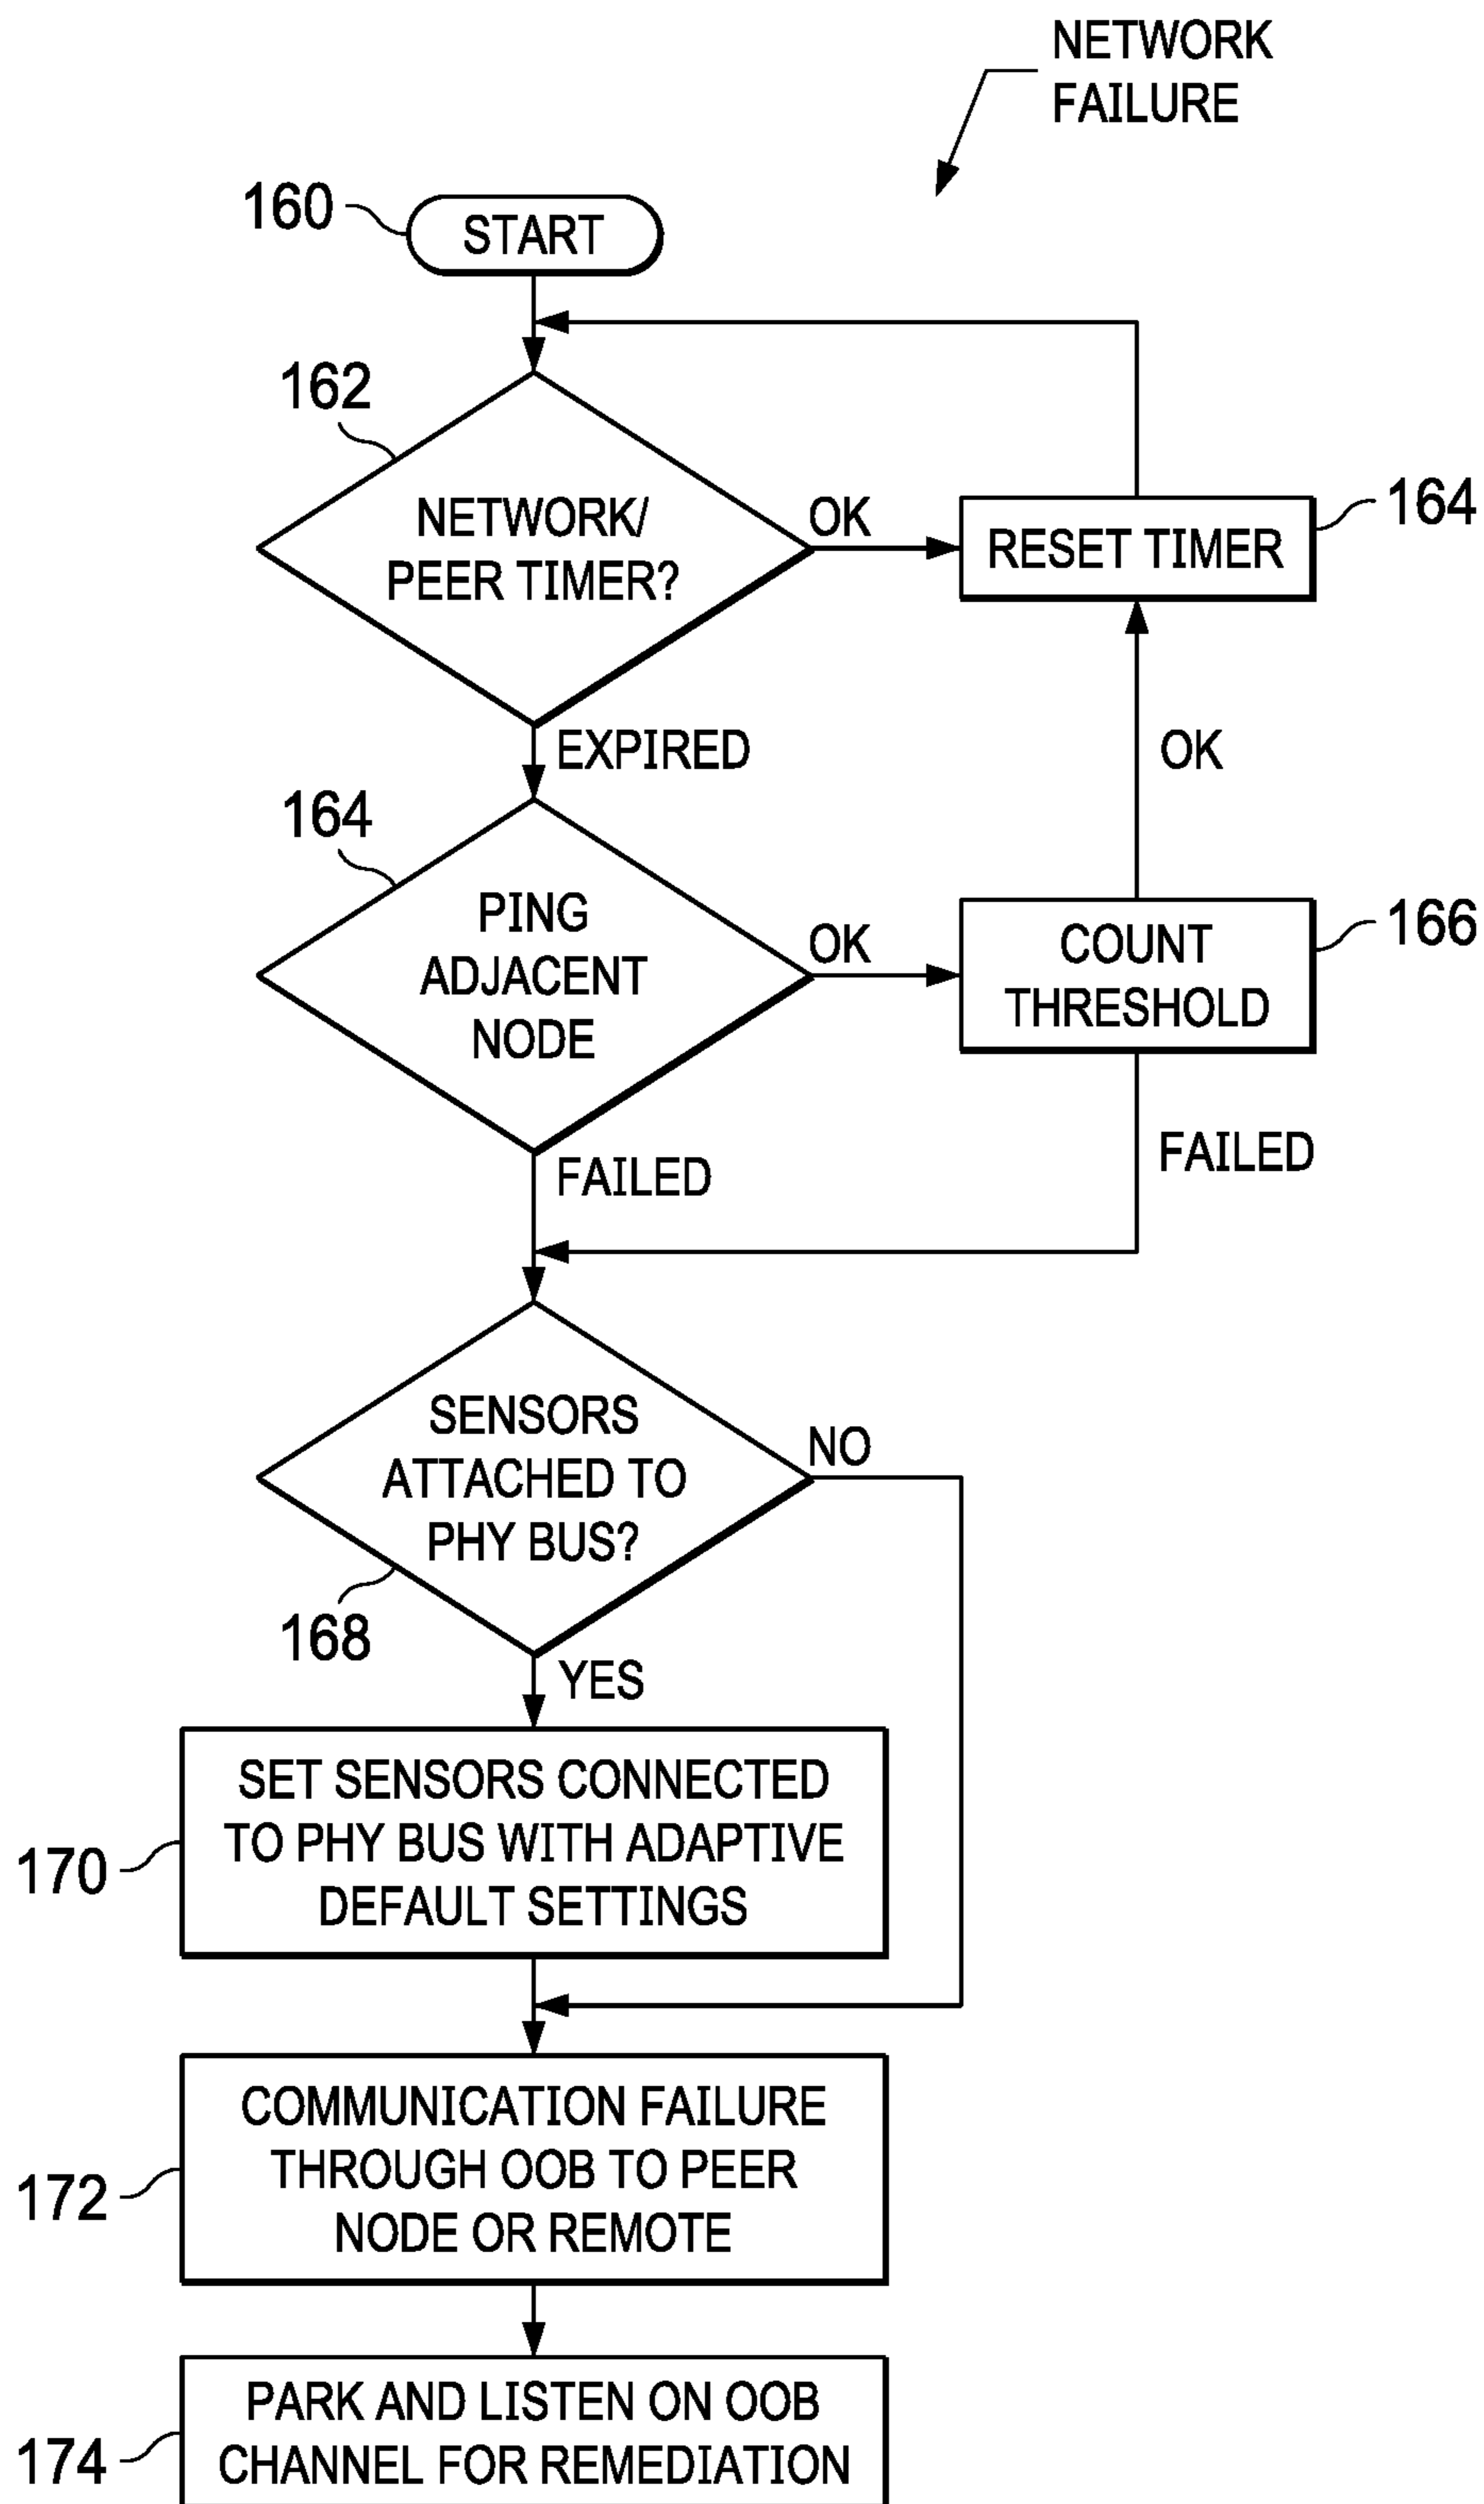 NETWORK
FAILURE
160
START
162
NETWORK/
PEER TIMER?
OK
RESET TIMER
164
EXPIRED
OK
164
PING
ADJACENT
NODE
OK
COUNT
THRESHOLD
166
FAILED
FAILED
SENSORS
ATTACHED TO
PHY BUS?
NO
168
YES
SET SENSORS CONNECTED
TO PHY BUS WITH ADAPTIVE
DEFAULT SETTINGS
170
COMMUNICATION FAILURE
THROUGH OOB TO PEER
NODE OR REMOTE
172
PARK AND LISTEN ON OOB
CHANNEL FOR REMEDIATION
174